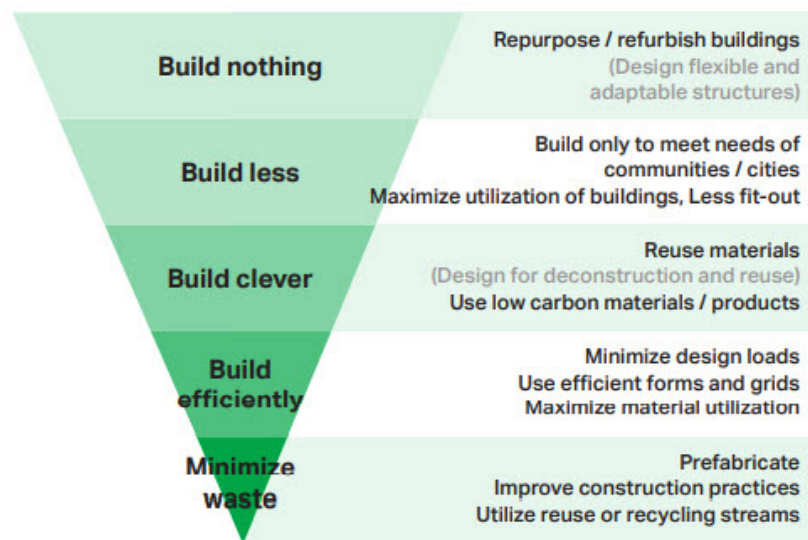 Build nothing
Repurpose / refurbish buildings
(Design flexible and
adaptable structures)
Build less
Build only to meet needs of
communities / cities
Maximize utilization of buildings, Less fit-out
Build clever
Reuse materials
(Design for deconstruction and reuse)
Use low carbon materials / products
Build
efficiently
Minimize design loads
Use efficient forms and grids
Maximize material utilization
Minimize
waste
Prefabricate
Improve construction practices
Utilize reuse or recycling streams